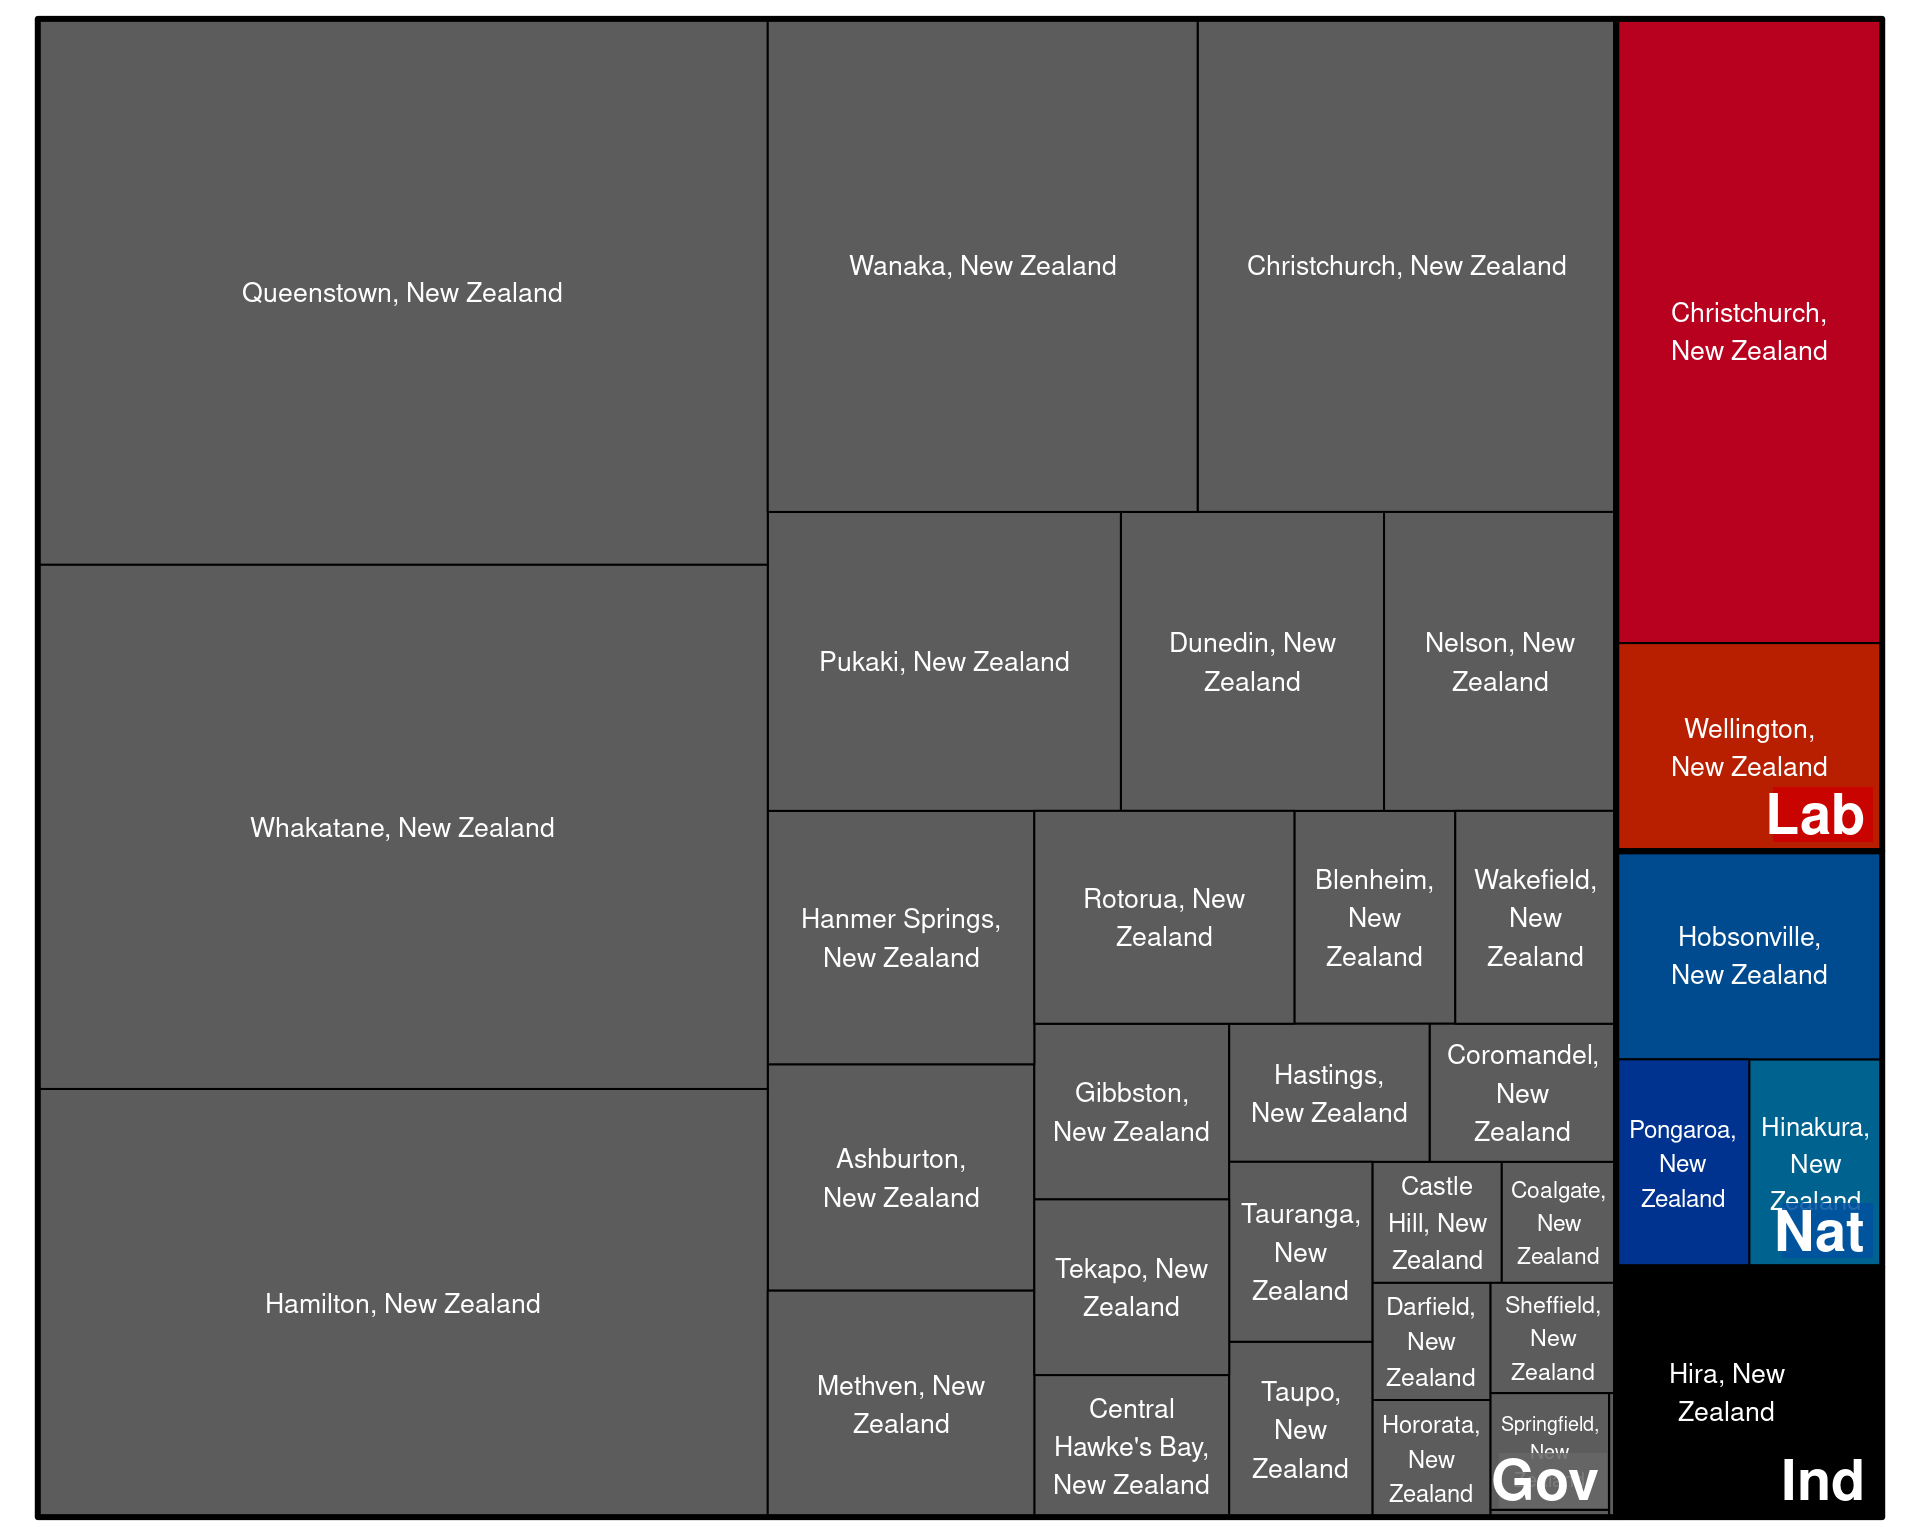 Queenstown, New Zealand
Whakatane, New Zealand
Hamilton, New Zealand
Wanaka, New Zealand
Christchurch, New Zealand
Pukaki, New Zealand
Dunedin, New
Zealand
Nelson, New
Zealand
Hanmer Springs,
New Zealand
Ashburton,
New Zealand
Methven, New
Zealand
Rotorua, New
Zealand
Blenheim,
New
Zealand
Wakefield,
New
Zealand
Gibbston,
New Zealand
Tekapo, New
Zealand
Central
Hawke's Bay,
New Zealand
Hastings,
New Zealand
Coromandel,
New
Zealand
Tauranga,
New
Zealand
Taupo,
New
Zealand
Castle
Hill, New
Zealand
Coalgate,
New
Zealand
Darfield,
New
Zealand
Sheffield,
New
Zealand
Hororata,
New
Zealand
Springfield,
New
Gov
Christchurch,
New Zealand
Wellington,
New Zealand
Lab
Hobsonville,
New Zealand
Pongaroa,
New
Zealand
Hinakura,
New
Zealand
Nat
Hira, New
Zealand
Ind